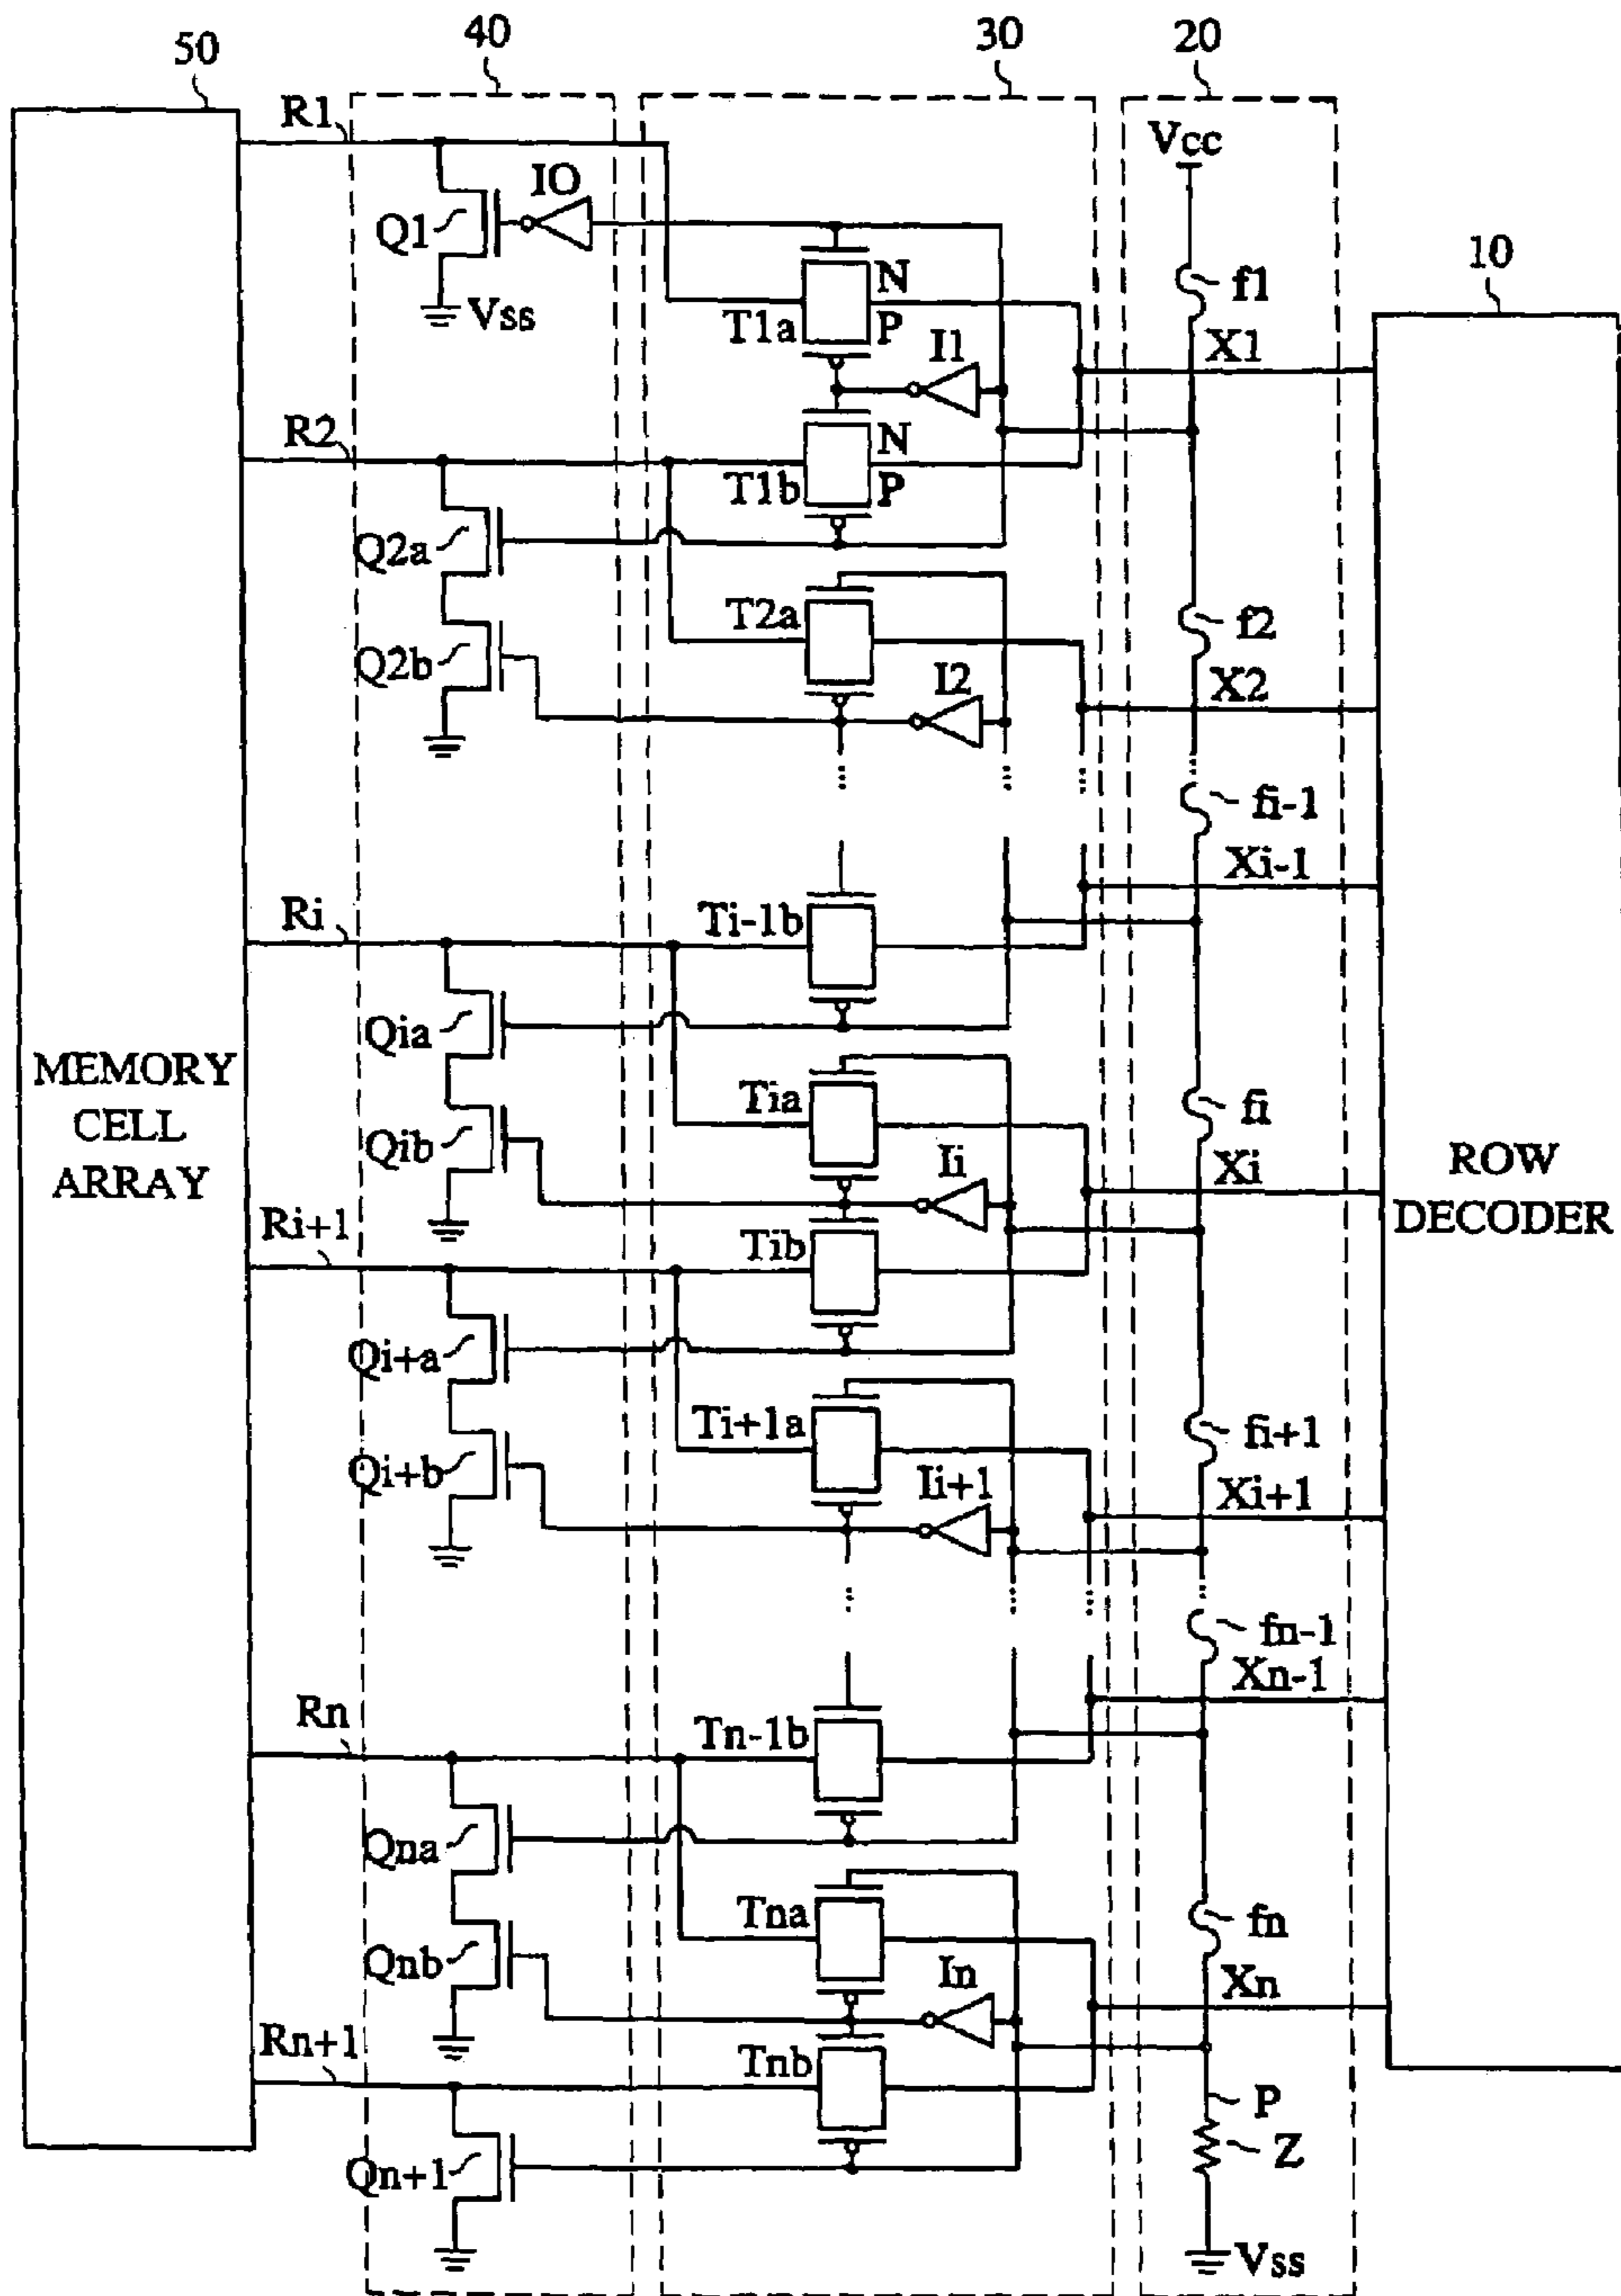 50
40
30
20
R1
Vcc
IO
Q1
N
f1
10
Vss
T1a
P
I1
X1
R2
N
T1b
P
Q2a
T2a
f2
Q2b
I2
X2
fi-1
Xi-1
Ri
Ti-1b
Qia
MEMORY
CELL
ARRAY
Tia
fi
Qib
Ii
Xi
ROW
DECODER
Ri+1
Tib
Qi+a
Ti+1a
fi+1
Qi+b
Ii+1
Xi+1
fn-1
Xn-1
Rn
Tn-1b
Qna
Tna
fn
Qnb
In
Xn
Rn+1
Tnb
P
Z
Qn+1
Vss